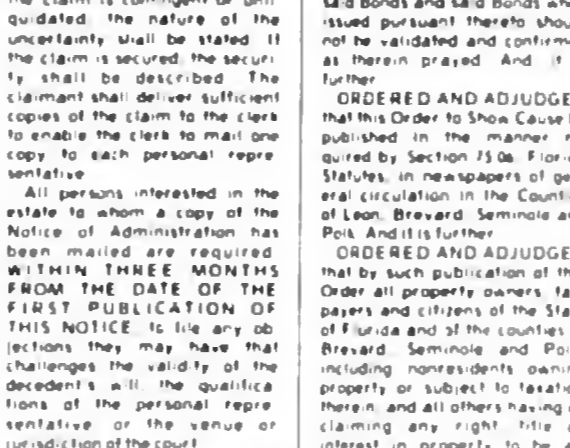 the claim is contingent or unli
quidated, the nature of the
uncertainty shall be stated. If
the claim is secured, the securi
ty shall be described. The
claimant shall deliver sufficient
copies of the claim to the clerk
to enable the clerk to mail one
copy to each personal repre
sentative
All persons interested in the
estate to whom a copy of the
Notice of Administration has
been mailed are required
WITHIN THREE MONTHS
FROM THE DATE OF THE
FIRST PUBLICATION OF
THIS NOTICE, to file any ob
jections they may have that
challenges the validity of the
decedent's will, the qualifica
tions of the personal repre
sentative, or the venue or
jurisdiction of the court
said Bonds and said Bonds
issued pursuant thereto
not be validated and
as therein prayed And it
further
ORDERED AND ADJUDGE
that this Order to Show Cause
published in the manner
quired by Section 75.06, Flor
Statutes, in newspapers of ge
eral circulation in the Count
of Leon, Brevard, Seminole
Polk And it is further
ORDERED AND ADJUDGE
that by such publication of
Order all property owners,
payers and citizens of the Sta
of Florida and of the counties
Brevard, Seminole and
including nonresidents
property or subject to
therein and all others having
claiming any right, title
interest in property to be